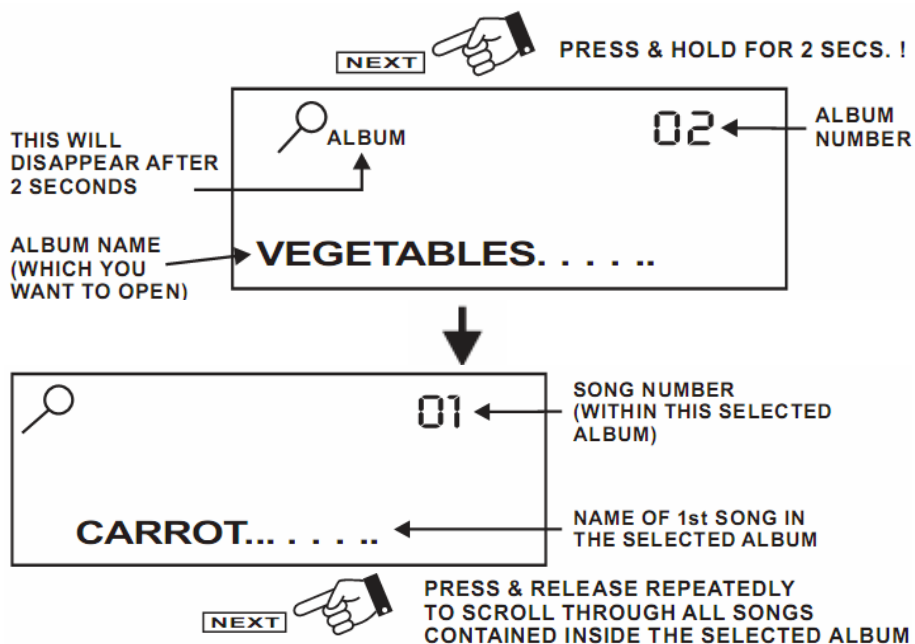 NEXT
PRESS & HOLD FOR 2 SECS. !
THIS WILL
DISAPPEAR AFTER
2 SECONDS
ALBUM
02
ALBUM
NUMBER
ALBUM NAME
(WHICH YOU
WANT TO OPEN)
VEGETABLES. . . . ..
01
SONG NUMBER
(WITHIN THIS SELECTED
ALBUM)
CARROT... . . . ..
NAME OF 1st SONG IN
THE SELECTED ALBUM
NEXT
PRESS & RELEASE REPEATEDLY
TO SCROLL THROUGH ALL SONGS
CONTAINED INSIDE THE SELECTED ALBUM